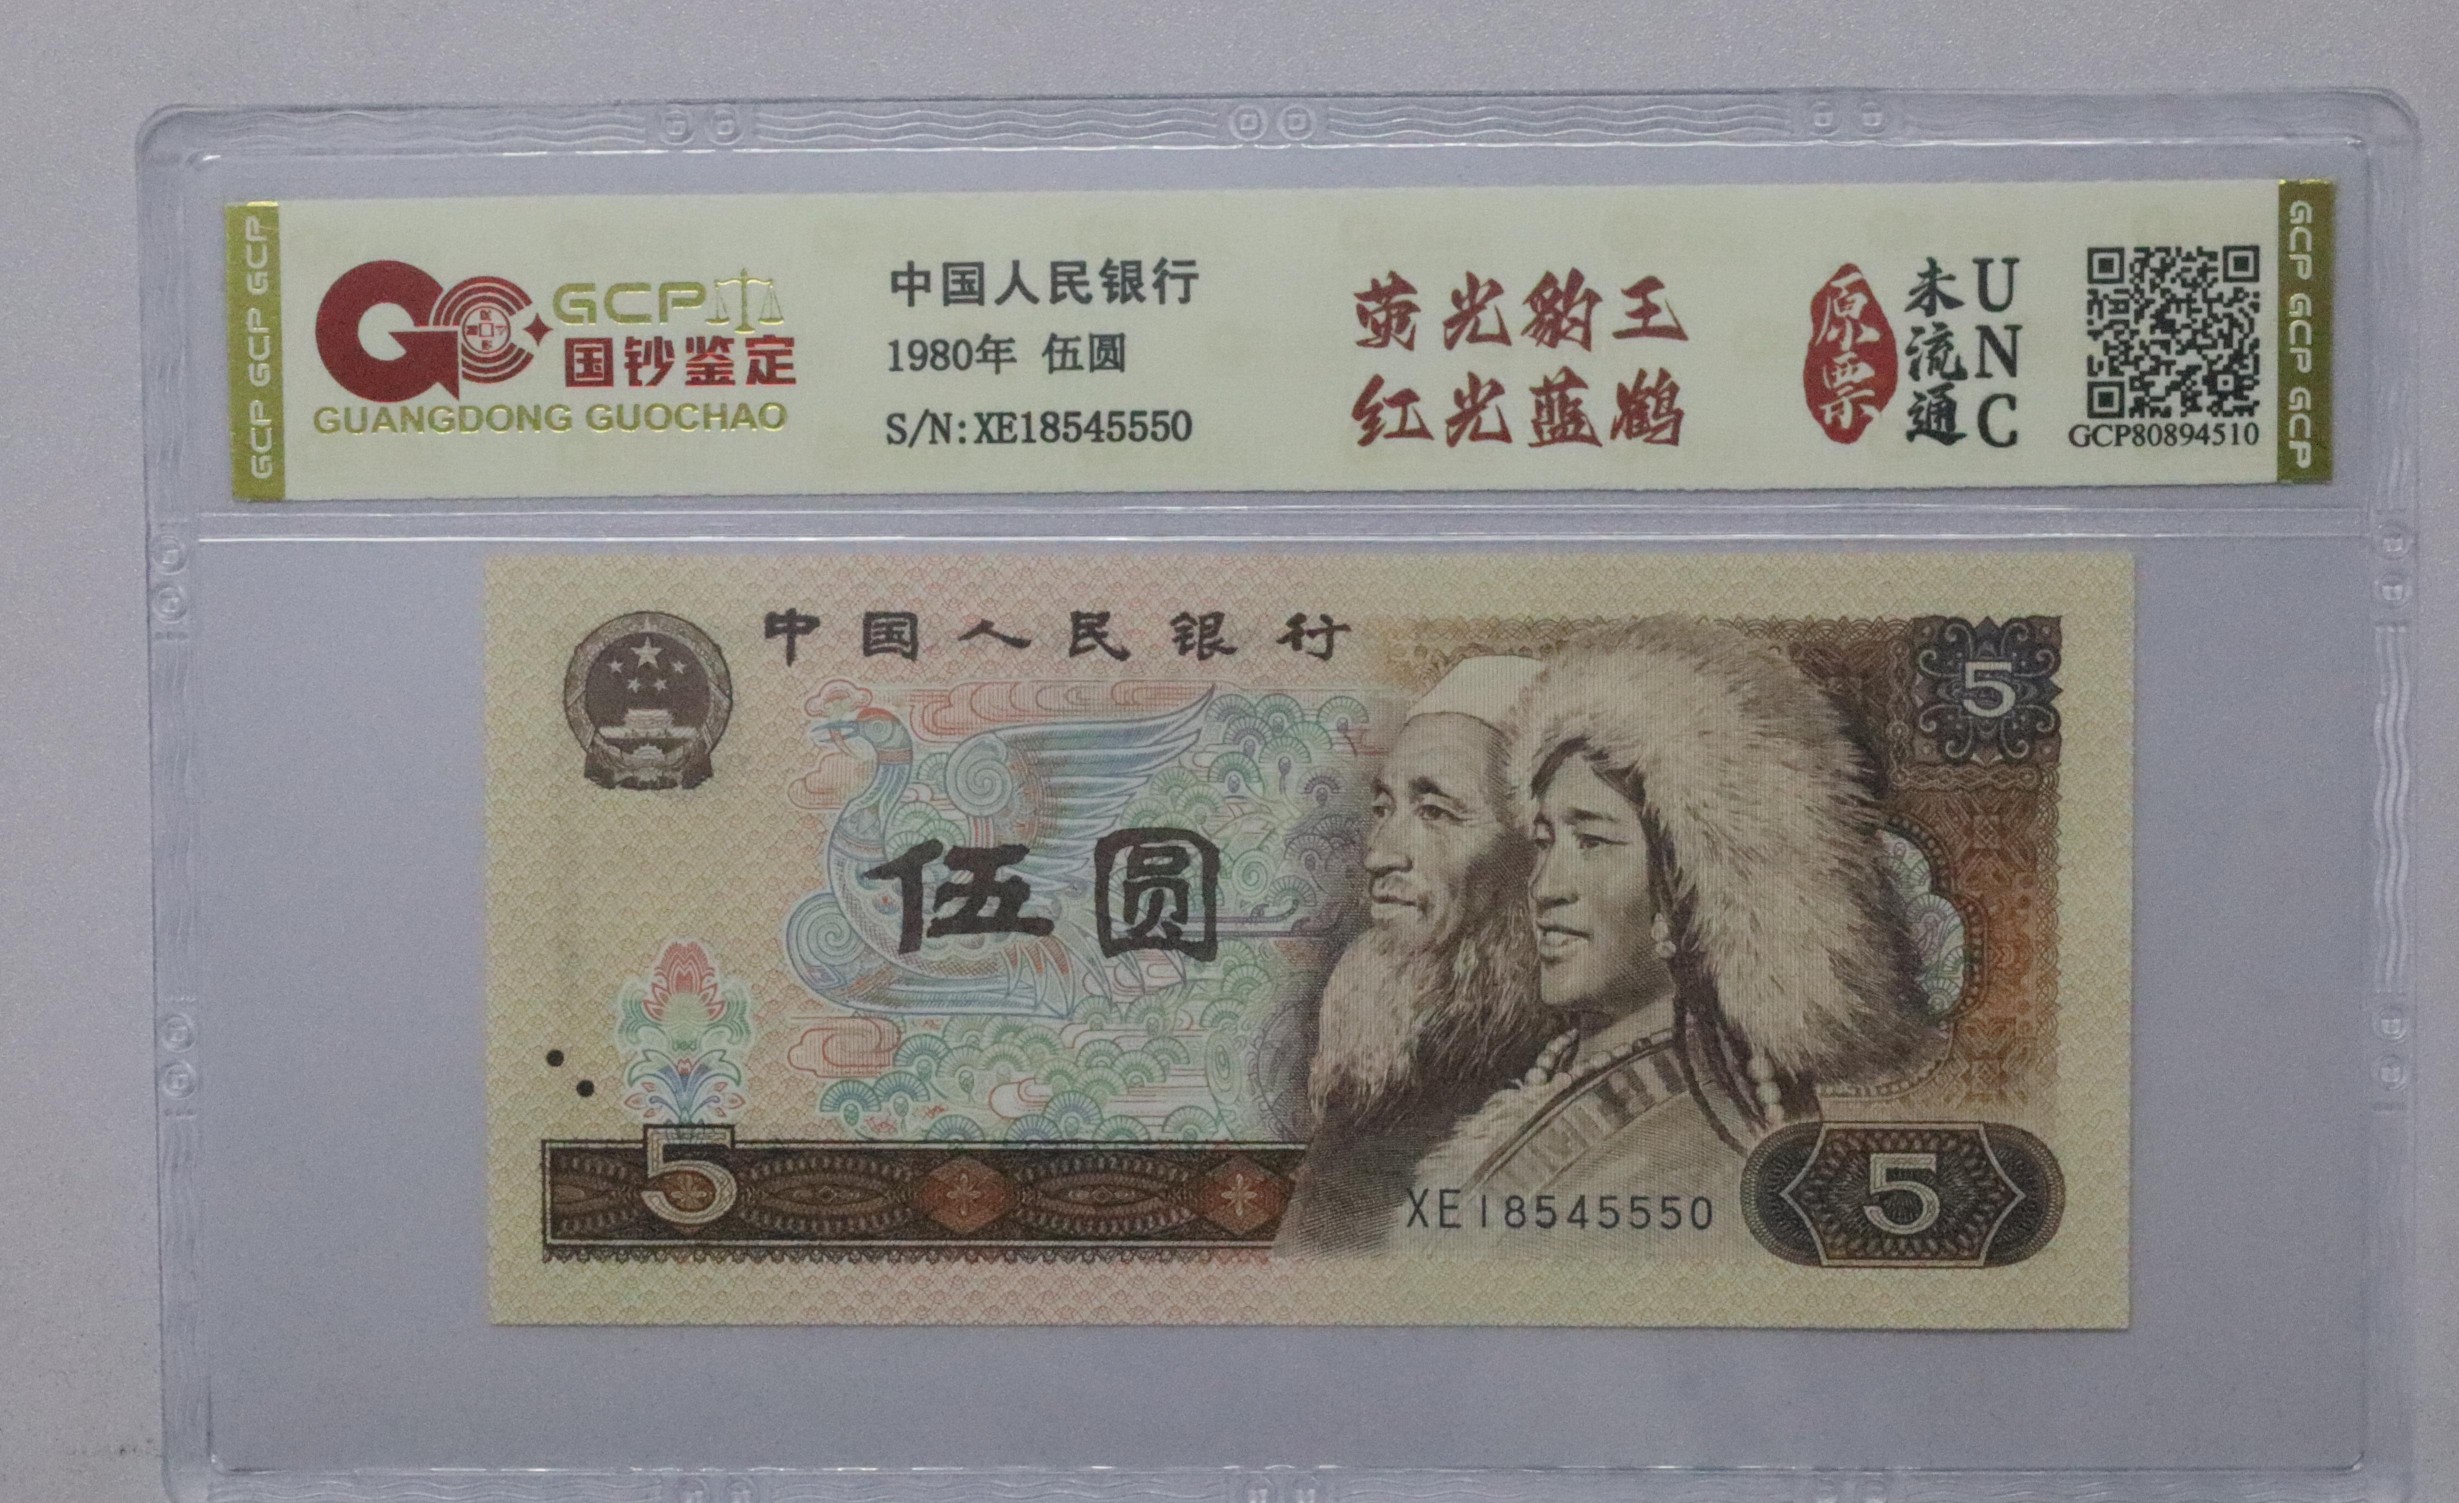 GCP GCP GCP
GCP
国钞鉴定
GUANGDONG GUOCHAO
中国人民银行
1980年 伍圆
S/N:XE18545550
荧光豹王
红光蓝鹤
原票
未流通
UNC
GCP80894510
GCP GCP GCP
中国人民银行
5
伍圆
5
XE18545550
5